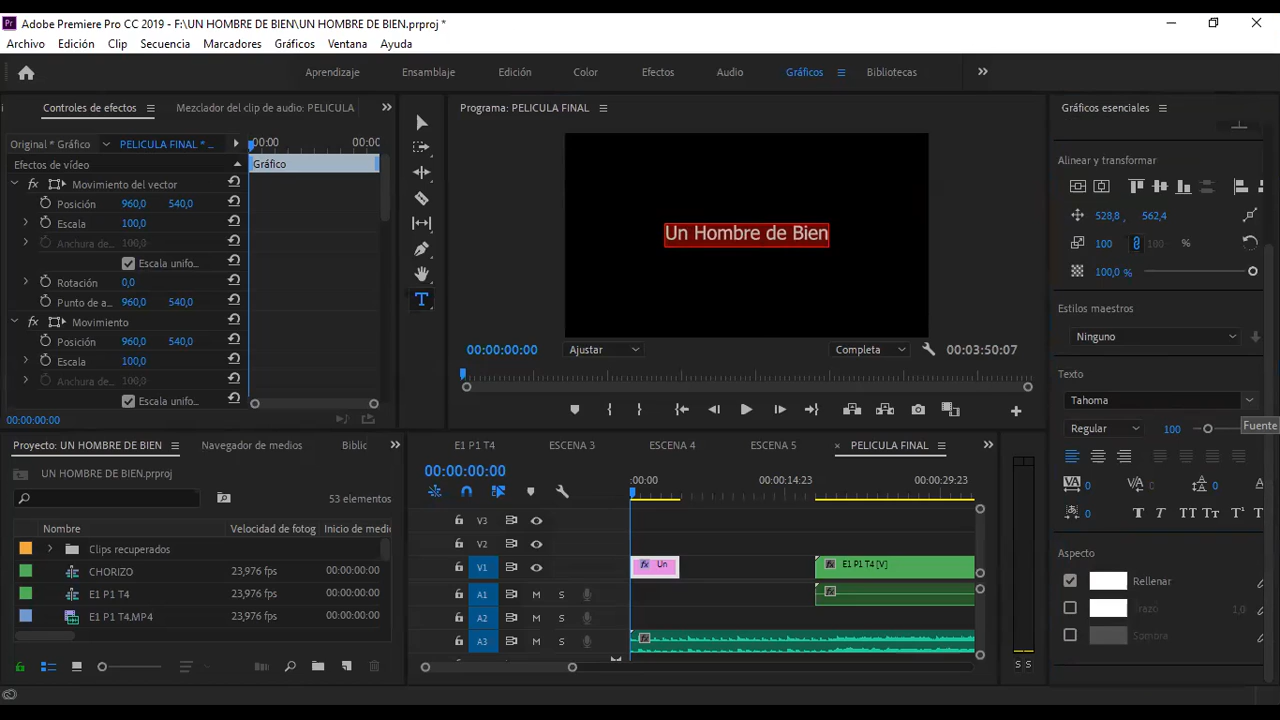 Adobe Premiere Pro CC 2019 - F:\UN HOMBRE DE BIEN\UN HOMBRE DE BIEN.prproj *
Archivo Edición Clip Secuencia Marcadores Gráficos Ventana Ayuda
Aprendizaje Ensamblaje Edición Color Efectos Audio Gráficos Bibliotecas
Controles de efectos Mezclador del clip de audio: PELICULA
Original * Gráfico PELICULA FINAL * ...
Efectos de vídeo
Movimiento del vector
Posición 960,0 540,0
Escala 100,0
Anchura de... 100,0
Escala unifo...
Rotación 0,0
Punto de a... 960,0 540,0
Movimiento
Posición 960,0 540,0
Escala 100,0
Anchura de... 100,0
Escala unifo...
00:00:00:00
:00:00 00:0C
Gráfico
Programa: PELICULA FINAL
Un Hombre de Bien
00:00:00:00 Ajustar Completa 00:03:50:07
Gráficos esenciales
Alinear y transformar
528,8 562,4
100 100 %
100,0 %
Estilos maestros
Ninguno
Texto
Tahoma
Fuente
Regular 100
0 0 0
0
Aspecto
Rellenar
razo 1,0
Sombra
Proyecto: UN HOMBRE DE BIEN Navegador de medios Biblic
UN HOMBRE DE BIEN.prproj
53 elementos
Nombre Velocidad de fotog Inicio de medic
Clips recuperados
CHORIZO 23,976 fps 00:00:00:00
E1 P1 T4 23,976 fps 00:00:00:00
E1 P1 T4.MP4 23,976 fps 00:00:00:00
E1 P1 T4 ESCENA 3 ESCENA 4 ESCENA 5 PELICULA FINAL
00:00:00:00
:00:00 00:00:14:23 00:00:29:23
V3
V2
V1 Un E1 P1 T4 [V]
A1 M S
A2 M S
A3 M S
S S